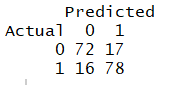 Predicted
Actual 0 1
0 72 17
1 16 78